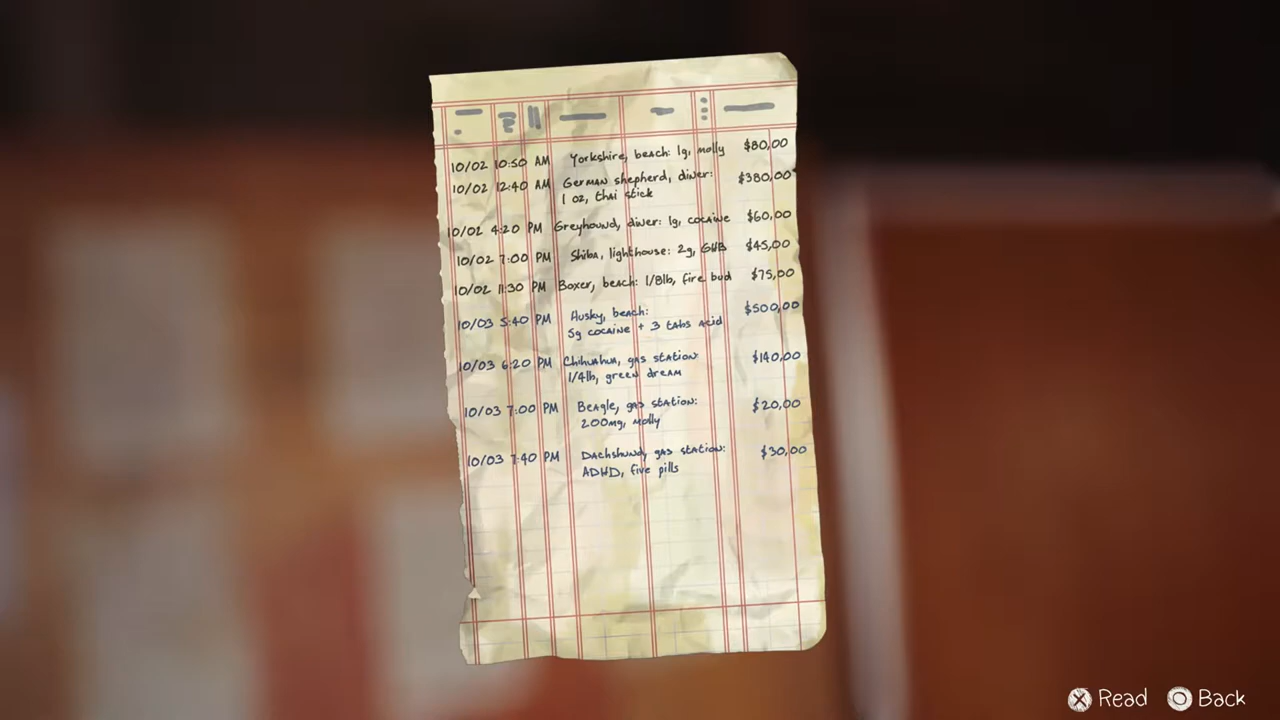 10/02 10:50 AM Yorkshire, beach: 1g, molly $80,00
10/02 12:40 AM German shepherd, diner: $380,00
1 oz, thai stick
10/02 4:20 PM Greyhound, diner: 1g, cocaine $60,00
10/02 7:00 PM Shiba, lighthouse: 2g, GHB $45,00
10/02 11:30 PM Boxer, beach: 1/8lb, fire bud $75,00
10/03 5:40 PM Husky, beach: $500,00
5g cocaine + 3 tabs acid
10/03 6:20 PM Chihuahua, gas station: $140,00
1/4lb, green dream
10/03 7:00 PM Beagle, gas station: $20,00
200mg, molly
10/03 7:40 PM Dachshund, gas station: $30,00
ADHD, five pills
Read Back